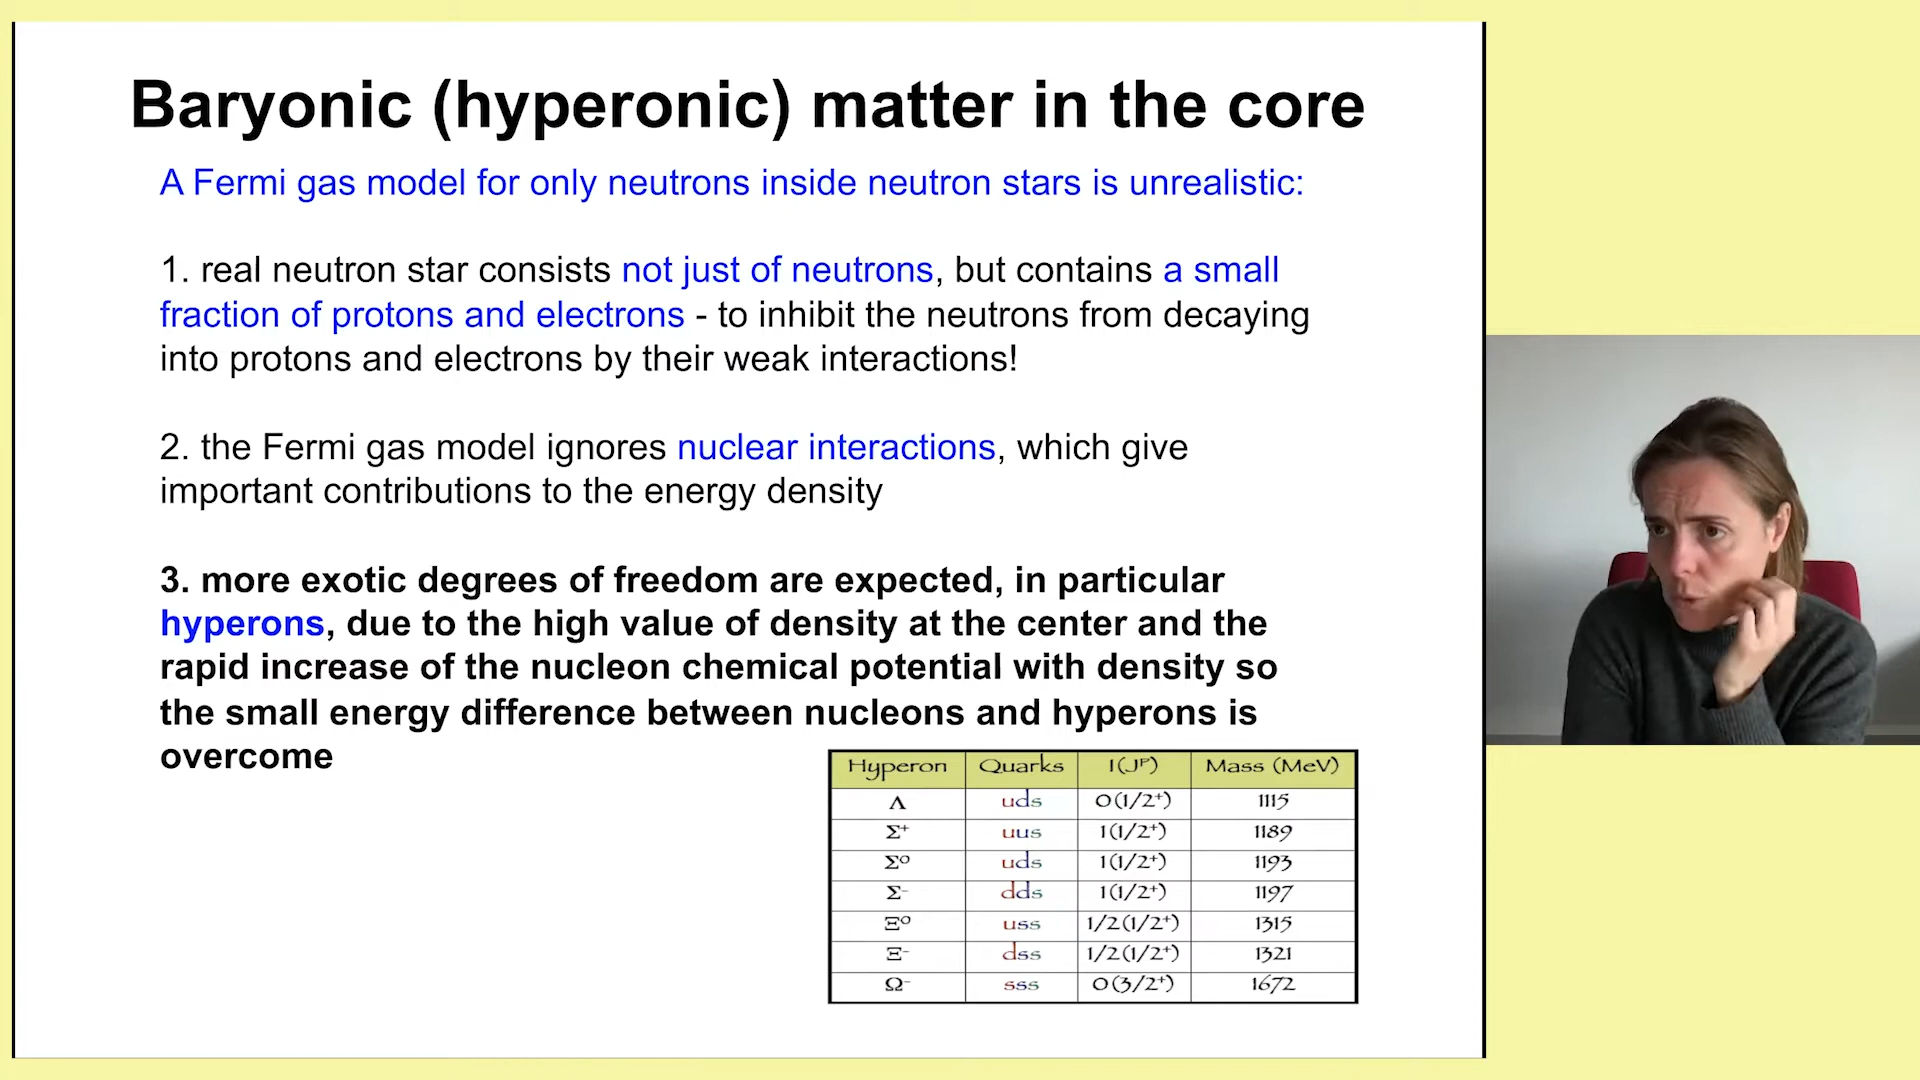 Baryonic (hyperonic) matter in the core
A Fermi gas model for only neutrons inside neutron stars is unrealistic:
1. real neutron star consists not just of neutrons, but contains a small
fraction of protons and electrons - to inhibit the neutrons from decaying
into protons and electrons by their weak interactions!
2. the Fermi gas model ignores nuclear interactions, which give
important contributions to the energy density
3. more exotic degrees of freedom are expected, in particular
hyperons, due to the high value of density at the center and the
rapid increase of the nucleon chemical potential with density so
the small energy difference between nucleons and hyperons is
overcome
Hyperon Quarks I(Jᴾ) Mass (MeV)
Λ uds 0(1/2⁺) 1115
Σ⁺ uus 1(1/2⁺) 1189
Σ⁰ uds 1(1/2⁺) 1193
Σ⁻ dds 1(1/2⁺) 1197
Ξ⁰ uss 1/2(1/2⁺) 1315
Ξ⁻ dss 1/2(1/2⁺) 1321
Ω⁻ sss 0(3/2⁺) 1672